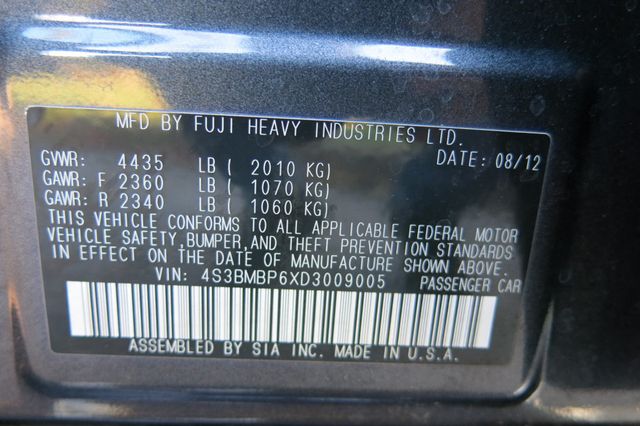 MFD BY FUJI HEAVY INDUSTRIES LTD.
GVWR: 4435 LB ( 2010 KG) DATE: 08/12
GAWR: F 2360 LB ( 1070 KG)
GAWR: R 2340 LB ( 1060 KG)
THIS VEHICLE CONFORMS TO ALL APPLICABLE FEDERAL MOTOR
VEHICLE SAFETY,BUMPER,AND THEFT PREVENTION STANDARDS
IN EFFECT ON THE DATE OF MANUFACTURE SHOWN ABOVE.
VIN: 4S3BMBP6XD3009005 PASSENGER CAR
ASSEMBLED BY SIA INC. MADE IN U.S.A.